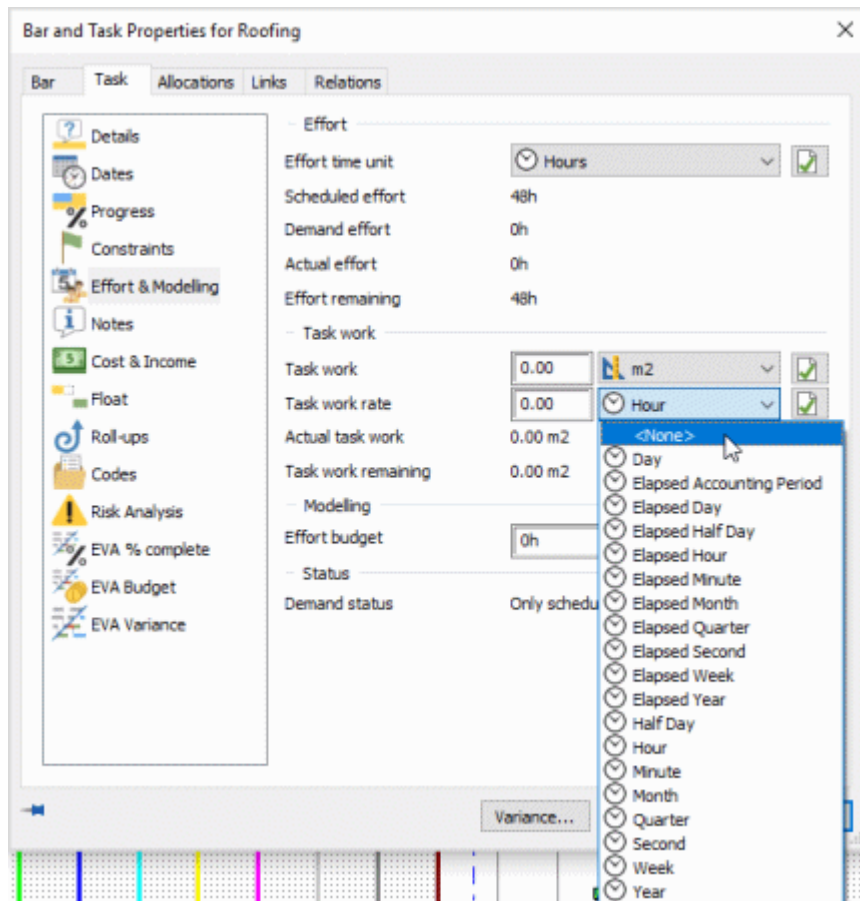 Bar and Task Properties for Roofing
Bar Task Allocations Links Relations
Details
Dates
Progress
Constraints
Effort & Modelling
Notes
Cost & Income
Float
Roll-ups
Codes
Risk Analysis
EVA % complete
EVA Budget
EVA Variance
Effort
Effort time unit Hours
Scheduled effort 48h
Demand effort 0h
Actual effort 0h
Effort remaining 48h
Task work
Task work 0.00 m2
Task work rate 0.00 Hour
Actual task work 0.00 m2
Task work remaining 0.00 m2
Modelling
Effort budget 0h
Status
Demand status Only schedu
<None>
Day
Elapsed Accounting Period
Elapsed Day
Elapsed Half Day
Elapsed Hour
Elapsed Minute
Elapsed Month
Elapsed Quarter
Elapsed Second
Elapsed Week
Elapsed Year
Half Day
Hour
Minute
Month
Quarter
Second
Week
Year
Variance...